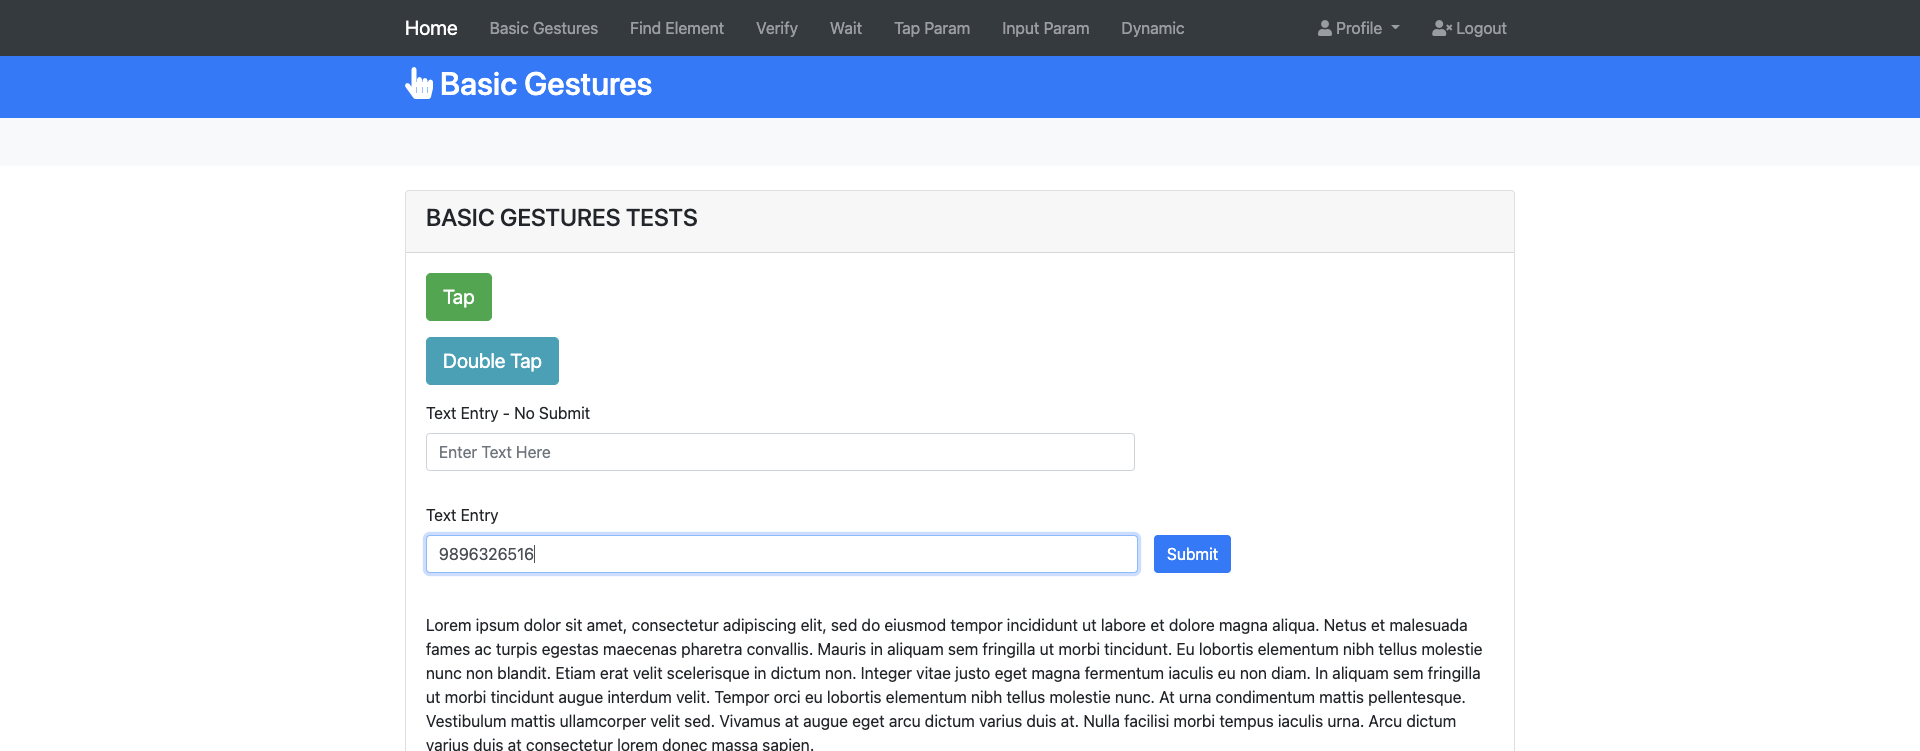 Home Basic Gestures Find Element Verify Wait Tap Param Input Param Dynamic Profile Logout
Basic Gestures
BASIC GESTURES TESTS
Tap
Double Tap
Text Entry - No Submit
Enter Text Here
Text Entry
9896326516 Submit
Lorem ipsum dolor sit amet, consectetur adipiscing elit, sed do eiusmod tempor incididunt ut labore et dolore magna aliqua. Netus et malesuada
fames ac turpis egestas maecenas pharetra convallis. Mauris in aliquam sem fringilla ut morbi tincidunt. Eu lobortis elementum nibh tellus molestie
nunc non blandit. Etiam erat velit scelerisque in dictum non. Integer vitae justo eget magna fermentum iaculis eu non diam. In aliquam sem fringilla
ut morbi tincidunt augue interdum velit. Tempor orci eu lobortis elementum nibh tellus molestie nunc. At urna condimentum mattis pellentesque.
Vestibulum mattis ullamcorper velit sed. Vivamus at augue eget arcu dictum varius duis at. Nulla facilisi morbi tempus iaculis urna. Arcu dictum
varius duis at consectetur lorem donec massa sapien.